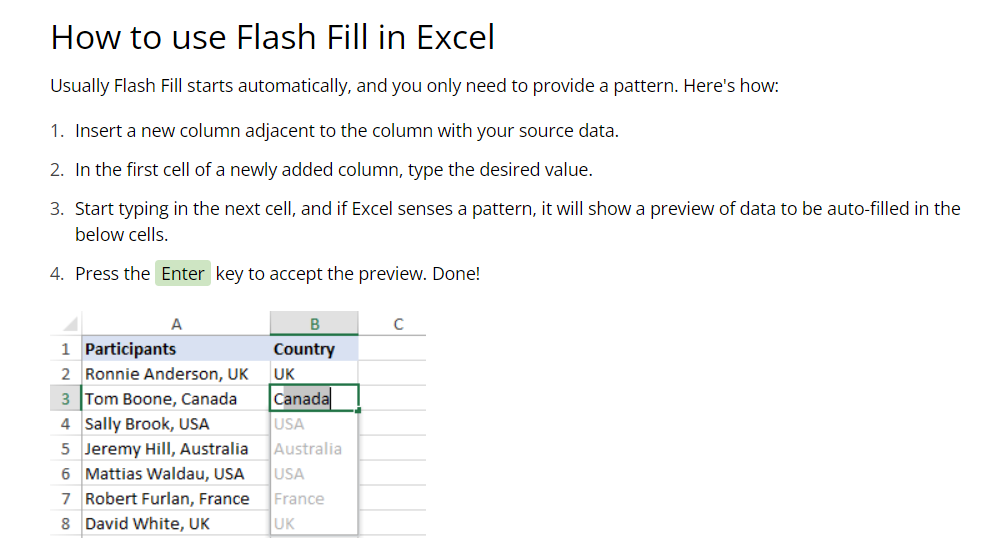 How to use Flash Fill in Excel
Usually Flash Fill starts automatically, and you only need to provide a pattern. Here's how:
1. Insert a new column adjacent to the column with your source data.
2. In the first cell of a newly added column, type the desired value.
3. Start typing in the next cell, and if Excel senses a pattern, it will show a preview of data to be auto-filled in the
below cells.
4. Press the Enter key to accept the preview. Done!
A B C
1 Participants Country
2 Ronnie Anderson, UK UK
3 Tom Boone, Canada Canada
4 Sally Brook, USA USA
5 Jeremy Hill, Australia Australia
6 Mattias Waldau, USA USA
7 Robert Furlan, France France
8 David White, UK UK